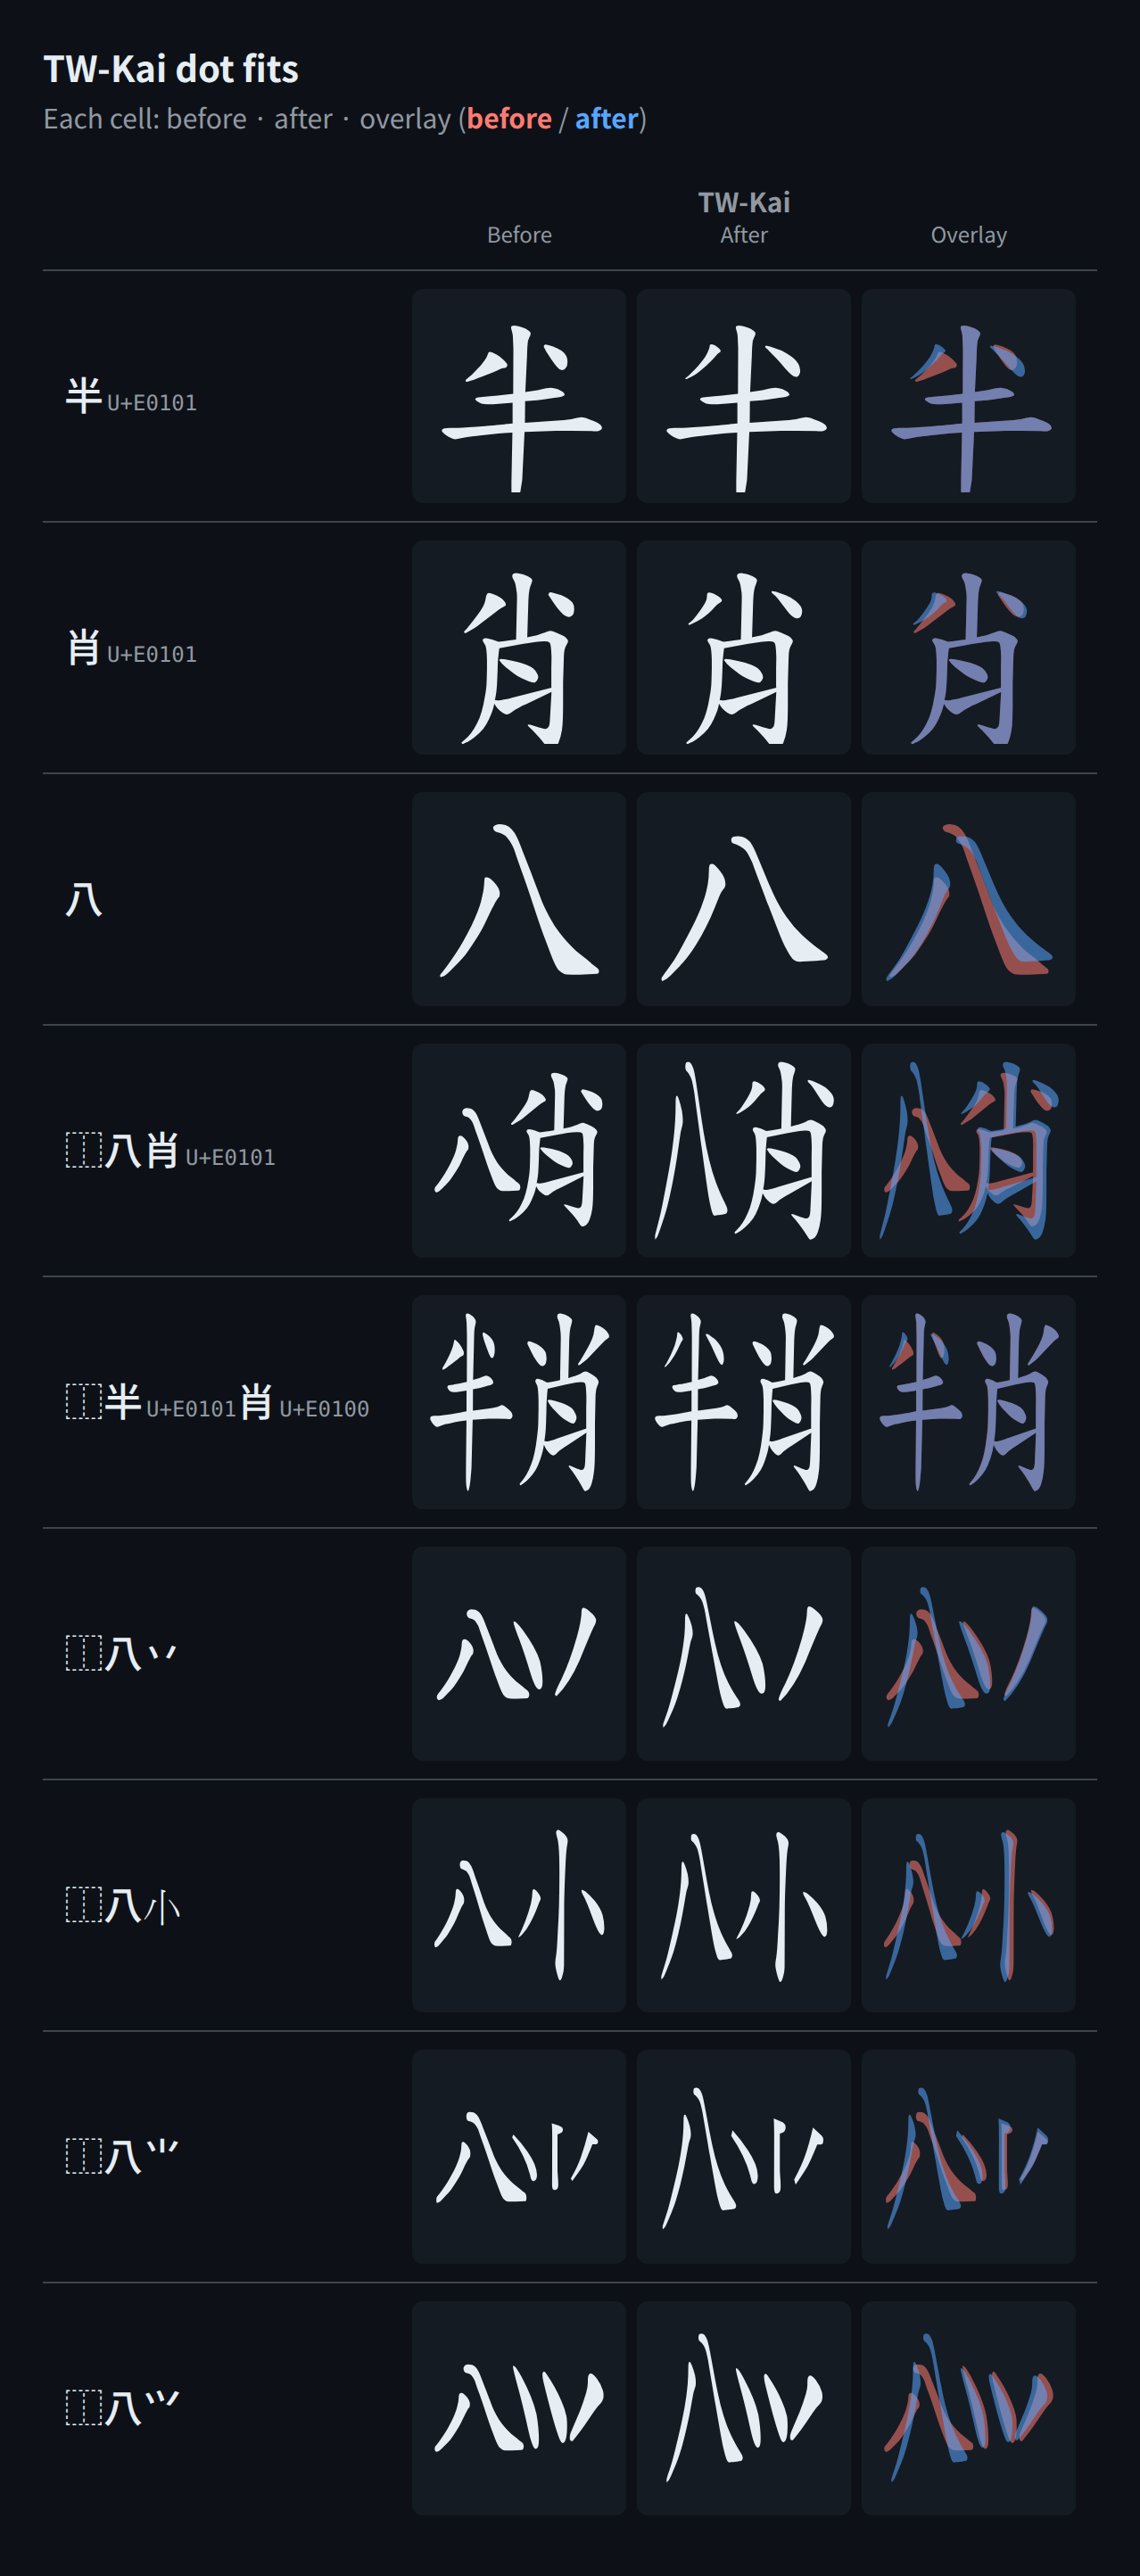 TW-Kai dot fits
Each cell: before · after · overlay (before / after)
TW-Kai
Before After Overlay
半 U+E0101 半 半 半
肖 U+E0101 肖 肖 肖
八 八 八 八
⿰八肖 U+E0101
⿰半 U+E0101 肖 U+E0100
⿰八丷
⿰八小
⿰八⺌
⿰八⺍